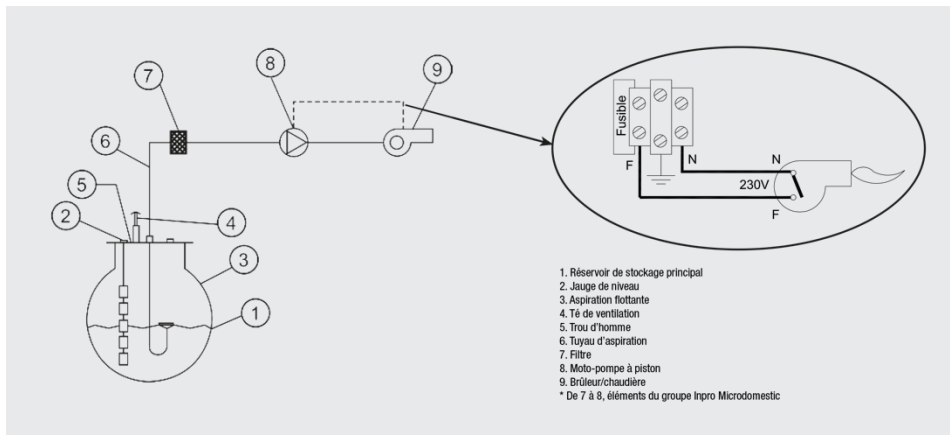 8
9
7
6
5
2
4
3
1
Fusible
F
N
N
230V
F
1. Réservoir de stockage principal
2. Jauge de niveau
3. Aspiration flottante
4. Té de ventilation
5. Trou d'homme
6. Tuyau d'aspiration
7. Filtre
8. Moto-pompe à piston
9. Brûleur/chaudière
* De 7 à 8, éléments du groupe Inpro Microdomestic